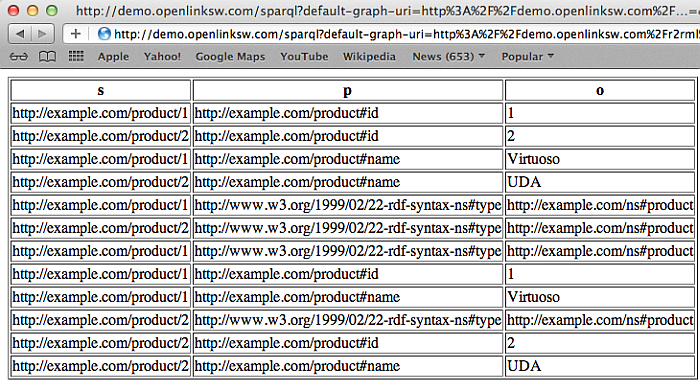 http://demo.openlinksw.com/sparql?default-graph-uri=http%3A%2F%2Fdemo.openlinksw.com%2F,...=c
http://demo.openlinksw.com/sparql?default-graph-uri=http%3A%2F%2Fdemo.openlinksw.com%2Fr2rml
Apple Yahoo! Google Maps YouTube Wikipedia News (653) Popular
s p o
http://example.com/product/1 http://example.com/product#id 1
http://example.com/product/2 http://example.com/product#id 2
http://example.com/product/1 http://example.com/product#name Virtuoso
http://example.com/product/2 http://example.com/product#name UDA
http://example.com/product/1 http://www.w3.org/1999/02/22-rdf-syntax-ns#type http://example.com/ns#product
http://example.com/product/2 http://www.w3.org/1999/02/22-rdf-syntax-ns#type http://example.com/ns#product
http://example.com/product/1 http://www.w3.org/1999/02/22-rdf-syntax-ns#type http://example.com/ns#product
http://example.com/product/1 http://example.com/product#id 1
http://example.com/product/1 http://example.com/product#name Virtuoso
http://example.com/product/2 http://www.w3.org/1999/02/22-rdf-syntax-ns#type http://example.com/ns#product
http://example.com/product/2 http://example.com/product#id 2
http://example.com/product/2 http://example.com/product#name UDA